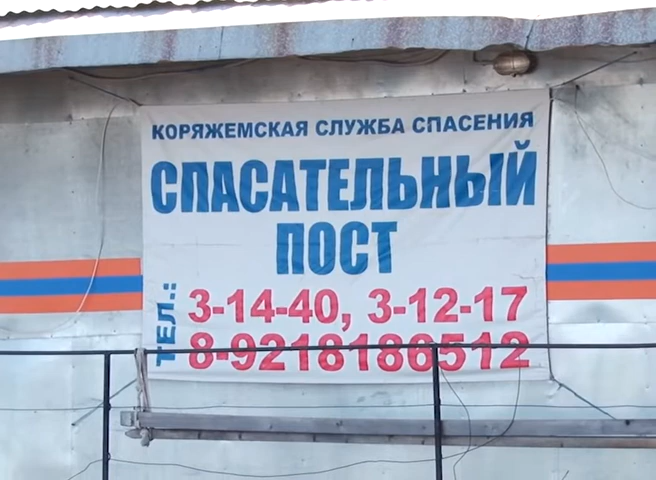 КОРЯЖЕМСКАЯ СЛУЖБА СПАСЕНИЯ
СПАСАТЕЛЬНЫЙ
ПОСТ
ТЕЛ.:
3-14-40, 3-12-17
8-9218186512